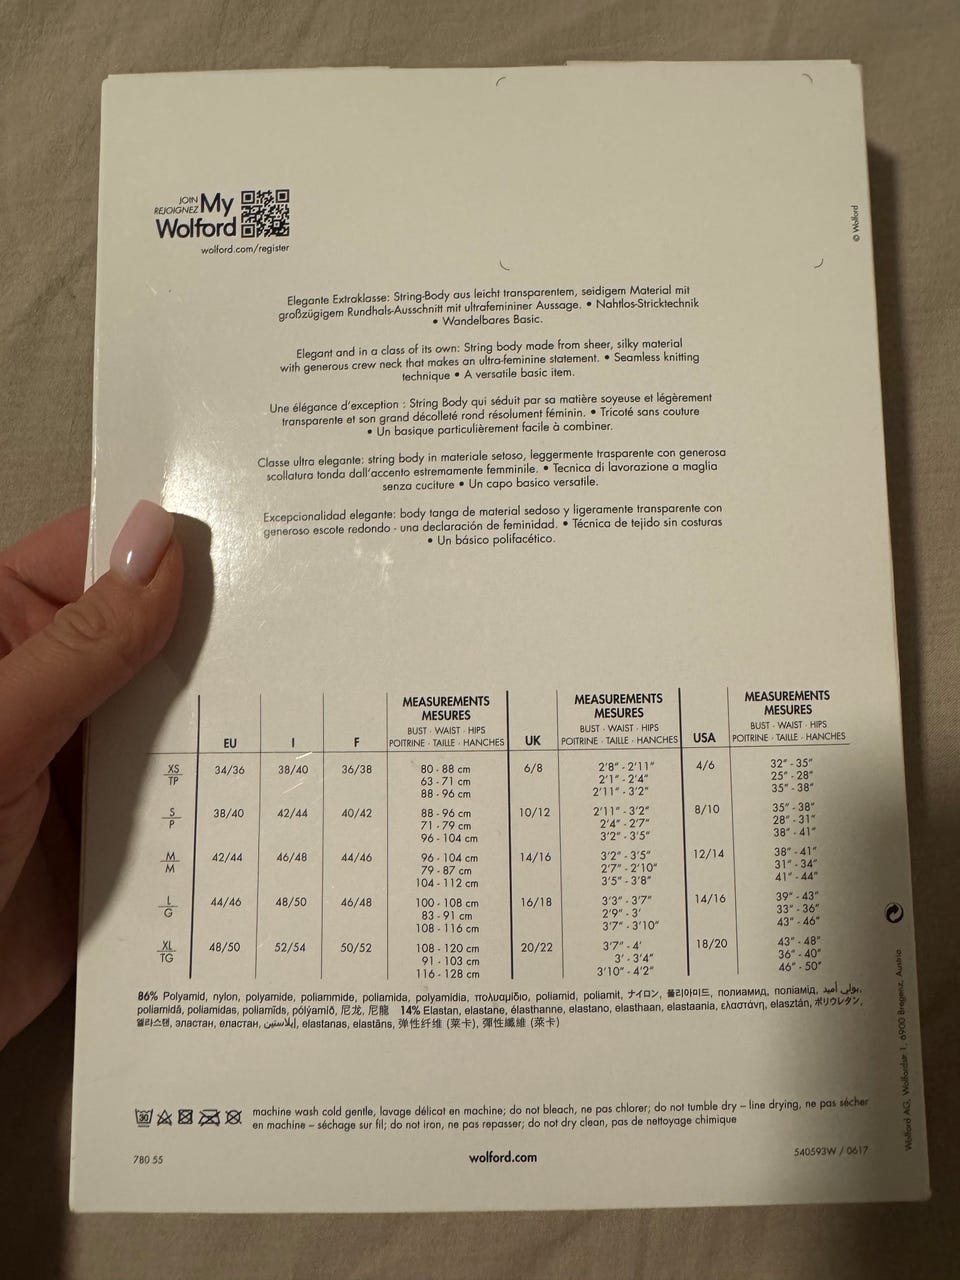 JOIN
REJOIGNEZ My
Wolford
wolford.com/register
© Wolford
Elegante Extraklasse: String-Body aus leicht transparentem, seidigem Material mit
großzügigem Rundhals-Ausschnitt mit ultrafemininer Aussage. • Nahtlos-Stricktechnik
• Wandelbares Basic.
Elegant and in a class of its own: String body made from sheer, silky material
with generous crew neck that makes an ultra-feminine statement. • Seamless knitting
technique • A versatile basic item.
Une élégance d'exception : String Body qui séduit par sa matière soyeuse et légèrement
transparente et son grand décolleté rond résolument féminin. • Tricoté sans couture
• Un basique particulièrement facile à combiner.
Classe ultra elegante: string body in materiale setoso, leggermente trasparente con generosa
scollatura tonda dall'accento estremamente femminile. • Tecnica di lavorazione a maglia
senza cuciture • Un capo basico versatile.
Excepcionalidad elegante: body tanga de material sedoso y ligeramente transparente con
generoso escote redondo - una declaración de feminidad. • Técnica de tejido sin costuras
• Un básico polifacético.
MEASUREMENTS MEASUREMENTS MEASUREMENTS
MESURES MESURES MESURES
BUST · WAIST · HIPS BUST · WAIST · HIPS BUST · WAIST · HIPS
EU I F POITRINE · TAILLE · HANCHES UK POITRINE · TAILLE · HANCHES USA POITRINE · TAILLE · HANCHES
XS 34/36 38/40 36/38 80 - 88 cm 6/8 2'8" - 2'11" 4/6 32" - 35"
TP 63 - 71 cm 2'1" - 2'4" 25" - 28"
88 - 96 cm 2'11" - 3'2" 35" - 38"
S 38/40 42/44 40/42 88 - 96 cm 10/12 2'11" - 3'2" 8/10 35" - 38"
P 71 - 79 cm 2'4" - 2'7" 28" - 31"
96 - 104 cm 3'2" - 3'5" 38" - 41"
M 42/44 46/48 44/46 96 - 104 cm 14/16 3'2" - 3'5" 12/14 38" - 41"
M 79 - 87 cm 2'7" - 2'10" 31" - 34"
104 - 112 cm 3'5" - 3'8" 41" - 44"
L 44/46 48/50 46/48 100 - 108 cm 16/18 3'3" - 3'7" 14/16 39" - 43"
G 83 - 91 cm 2'9" - 3' 33" - 36"
108 - 116 cm 3'7" - 3'10" 43" - 46"
XL 48/50 52/54 50/52 108 - 120 cm 20/22 3'7" - 4' 18/20 43" - 48"
TG 91 - 103 cm 3' - 3'4" 36" - 40"
116 - 128 cm 3'10" - 4'2" 46" - 50"
86% Polyamid, nylon, polyamide, poliammide, poliamida, polyamidia, πολυαμίδιο, poliamid, poliamit, ナイロン, 폴리아미드, полиамид, поліамід, بولي أميد,
poliamidă, poliamidas, poliamīds, pólýamíð, 尼龙, 尼龍 14% Elastan, elastane, élasthanne, elastano, elasthaan, elastaania, ελαστάνη, elasztán, ポリウレタン,
엘라스탄, эластан, еластан, إيلاستين, elastanas, elastāns, 弹性纤维 (莱卡), 彈性纖維 (萊卡)
30 machine wash cold gentle, lavage délicat en machine; do not bleach, ne pas chlorer; do not tumble dry – line drying, ne pas sécher
en machine – séchage sur fil; do not iron, ne pas repasser; do not dry clean, pas de nettoyage chimique
780 55
wolford.com
540593W / 0617
Wolford AG, Wolfordstr.1, 6900 Bregenz, Austria